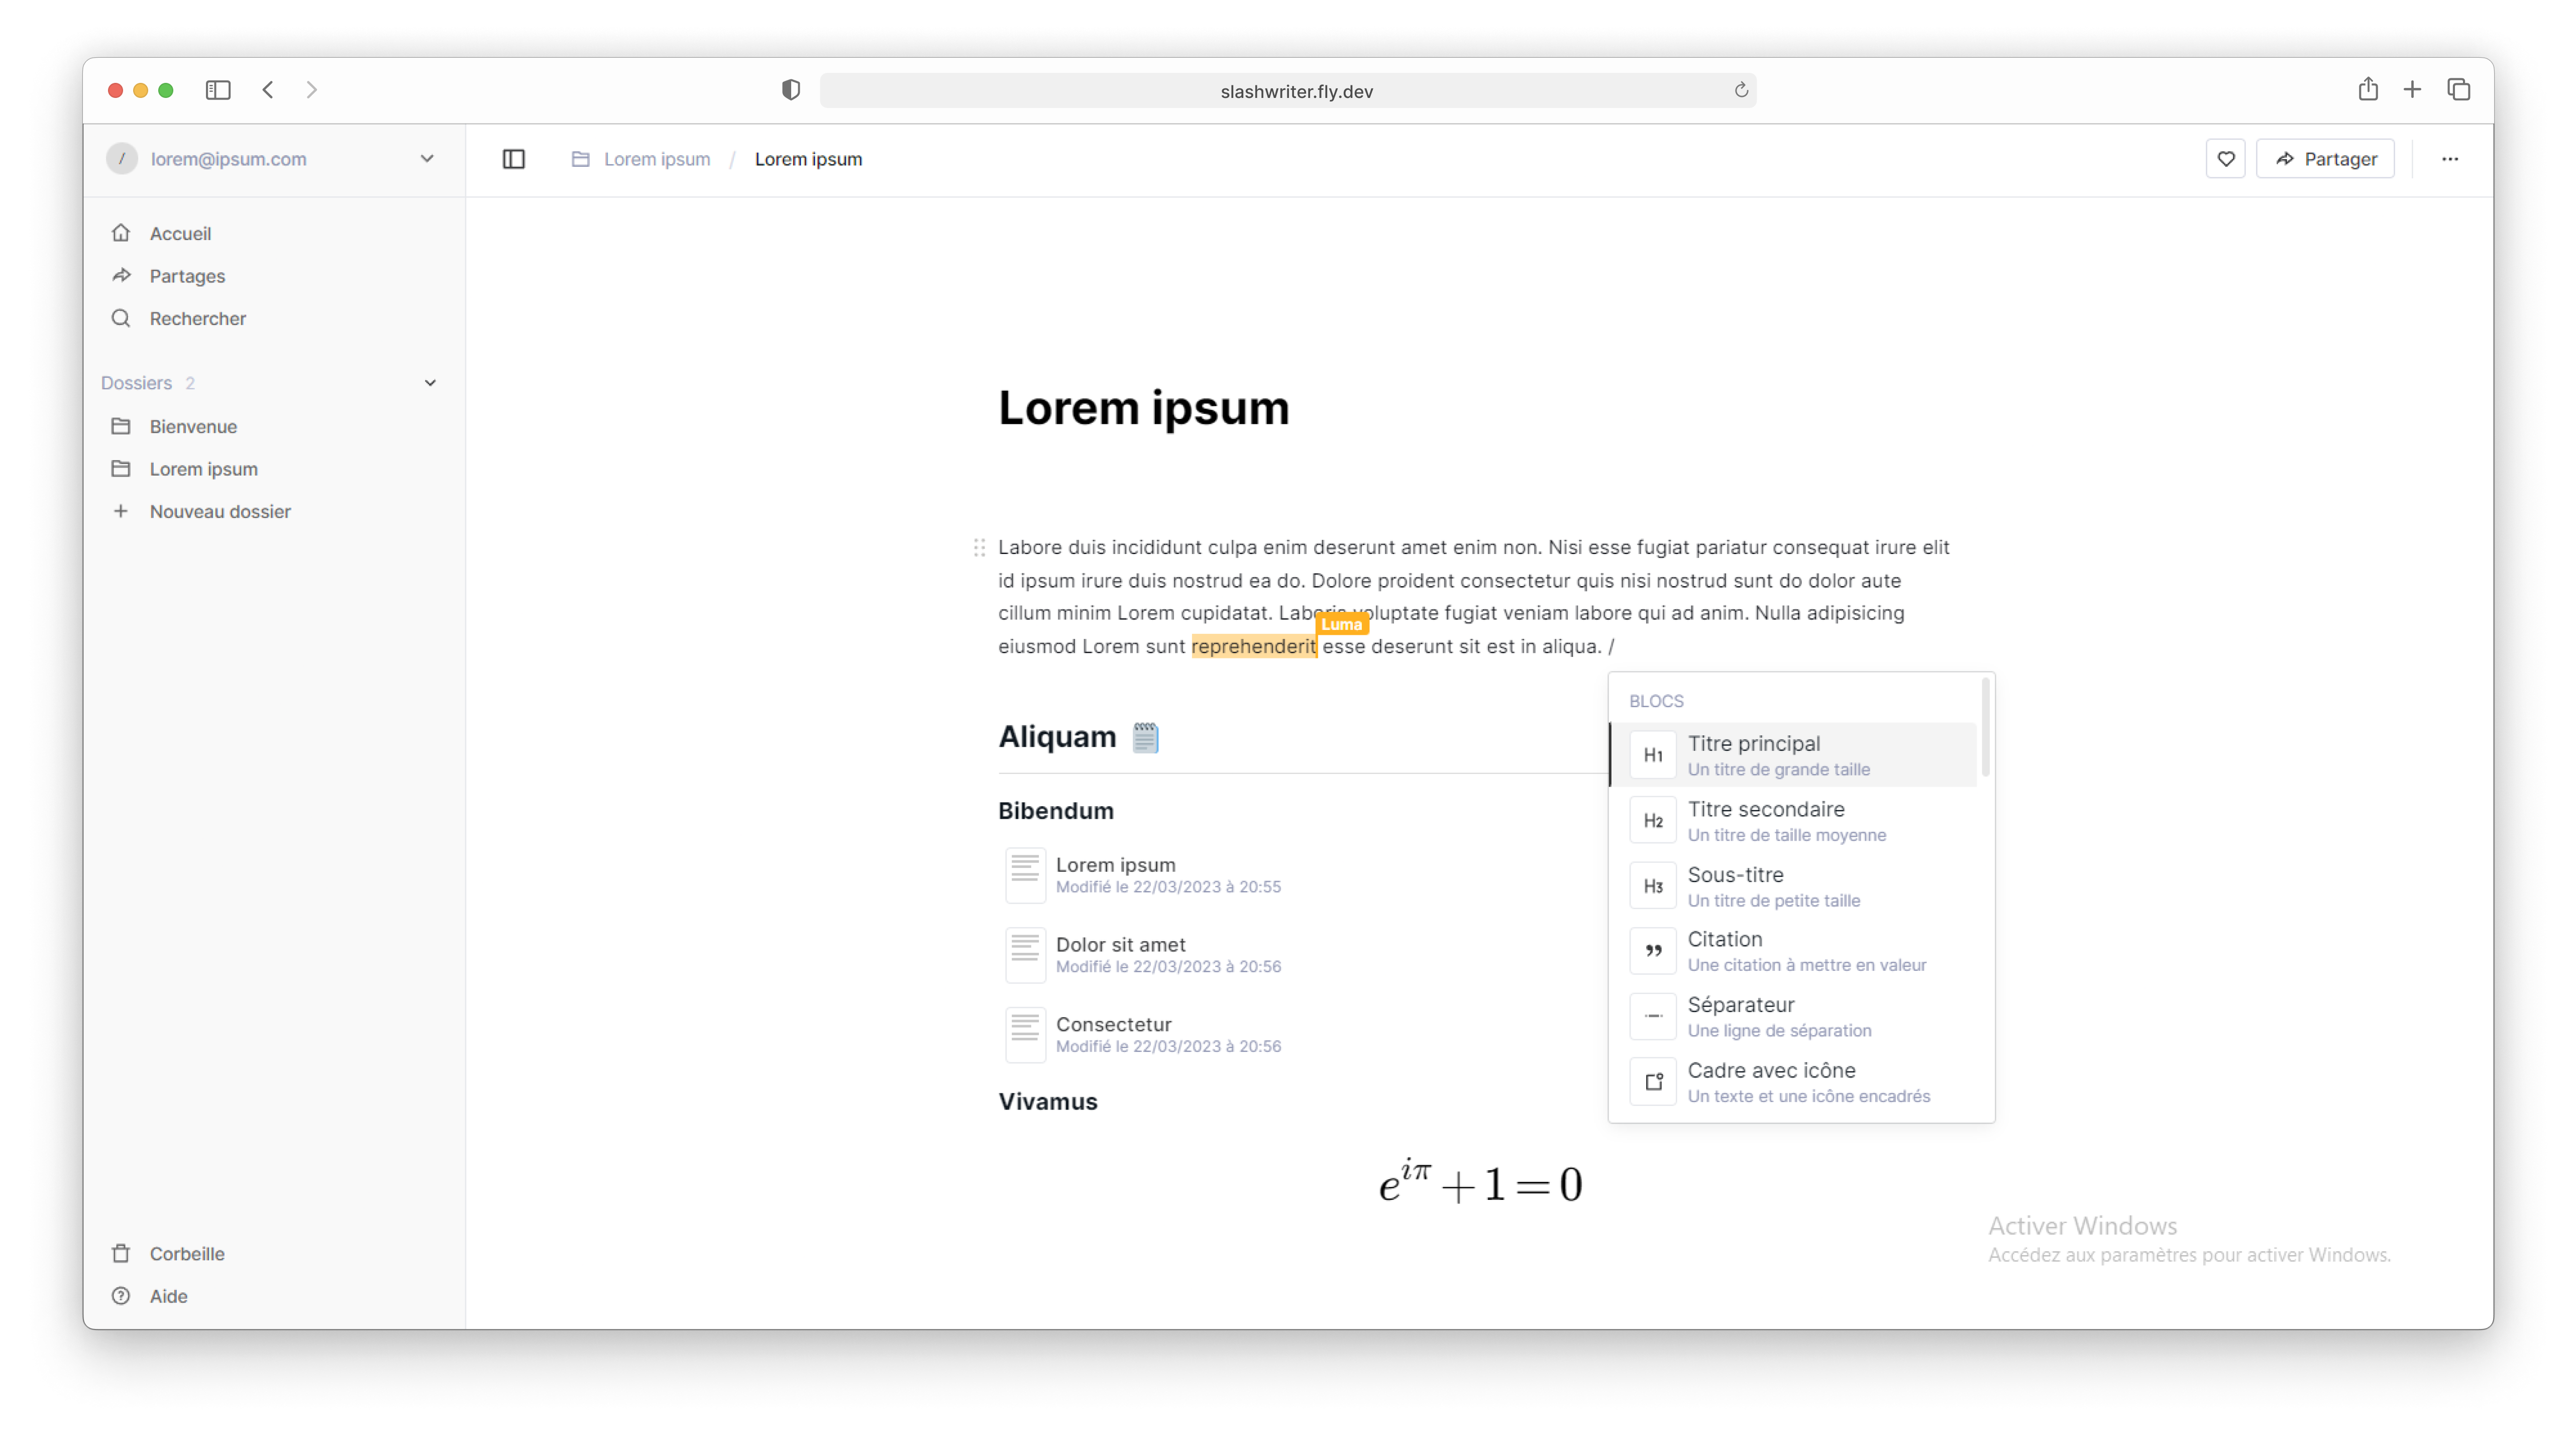 slashwriter.fly.dev
/ lorem@ipsum.com
Lorem ipsum / Lorem ipsum
Partager
Accueil
Partages
Rechercher
Dossiers 2
Bienvenue
Lorem ipsum
Nouveau dossier
Corbeille
Aide
Lorem ipsum
Labore duis incididunt culpa enim deserunt amet enim non. Nisi esse fugiat pariatur consequat irure elit
id ipsum irure duis nostrud ea do. Dolore proident consectetur quis nisi nostrud sunt do dolor aute
cillum minim Lorem cupidatat. Laboris voluptate fugiat veniam labore qui ad anim. Nulla adipisicing
Luma
eiusmod Lorem sunt reprehenderit esse deserunt sit est in aliqua. /
Aliquam
Bibendum
Lorem ipsum
Modifié le 22/03/2023 à 20:55
Dolor sit amet
Modifié le 22/03/2023 à 20:56
Consectetur
Modifié le 22/03/2023 à 20:56
Vivamus
e^{iπ} + 1 = 0
BLOCS
H1 Titre principal
Un titre de grande taille
H2 Titre secondaire
Un titre de taille moyenne
H3 Sous-titre
Un titre de petite taille
Citation
Une citation à mettre en valeur
Séparateur
Une ligne de séparation
Cadre avec icône
Un texte et une icône encadrés
Activer Windows
Accédez aux paramètres pour activer Windows.